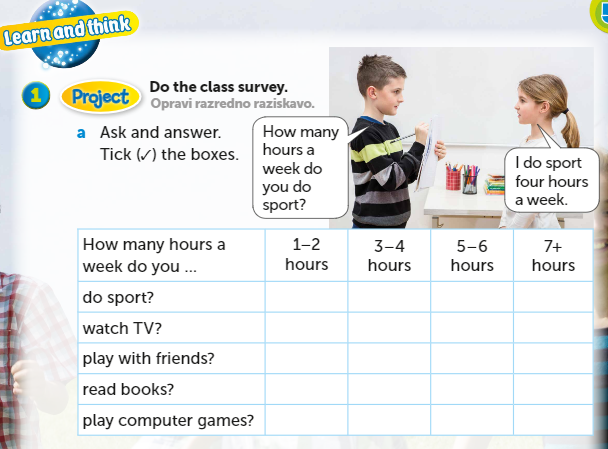 Learn and think
1 Project Do the class survey.
Opravi razredno raziskavo.
a Ask and answer.
Tick (✓) the boxes.
How many
hours a
week do
you do
sport?
I do sport
four hours
a week.
How many hours a
week do you ...
1–2
hours
3–4
hours
5–6
hours
7+
hours
do sport?
watch TV?
play with friends?
read books?
play computer games?